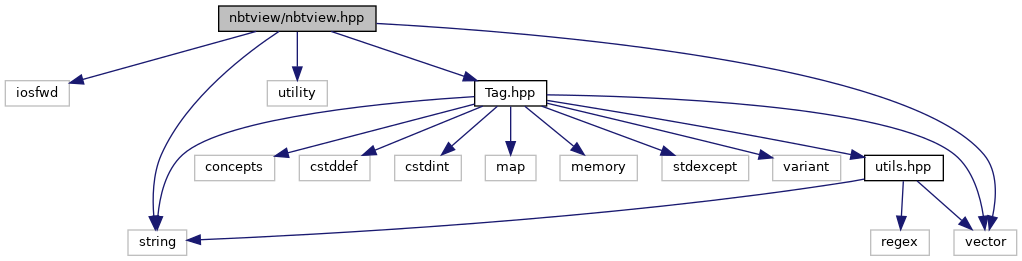 nbtview/nbtview.hpp
iosfwd
utility
Tag.hpp
concepts
cstddef
cstdint
map
memory
stdexcept
variant
utils.hpp
string
regex
vector